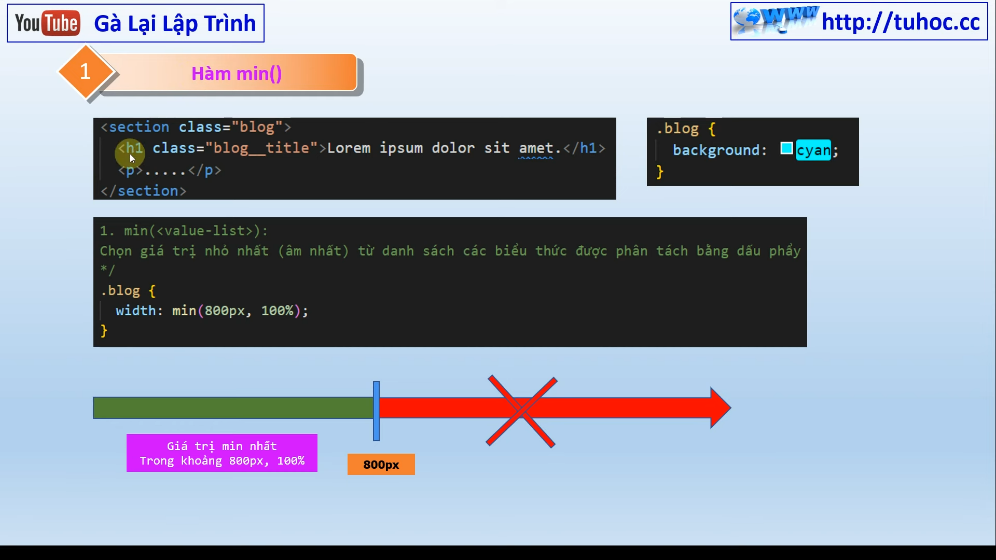 YouTube Gà Lại Lập Trình
www http://tuhoc.cc
1 Hàm min()
<section class="blog">
<h1 class="blog__title">Lorem ipsum dolor sit amet.</h1>
<p>.....</p>
</section>
.blog {
background: cyan;
}
1. min(<value-list>):
Chọn giá trị nhỏ nhất (âm nhất) từ danh sách các biểu thức được phân tách bằng dấu phẩy
*/
.blog {
width: min(800px, 100%);
}
Giá trị min nhất
Trong khoảng 800px, 100%
800px